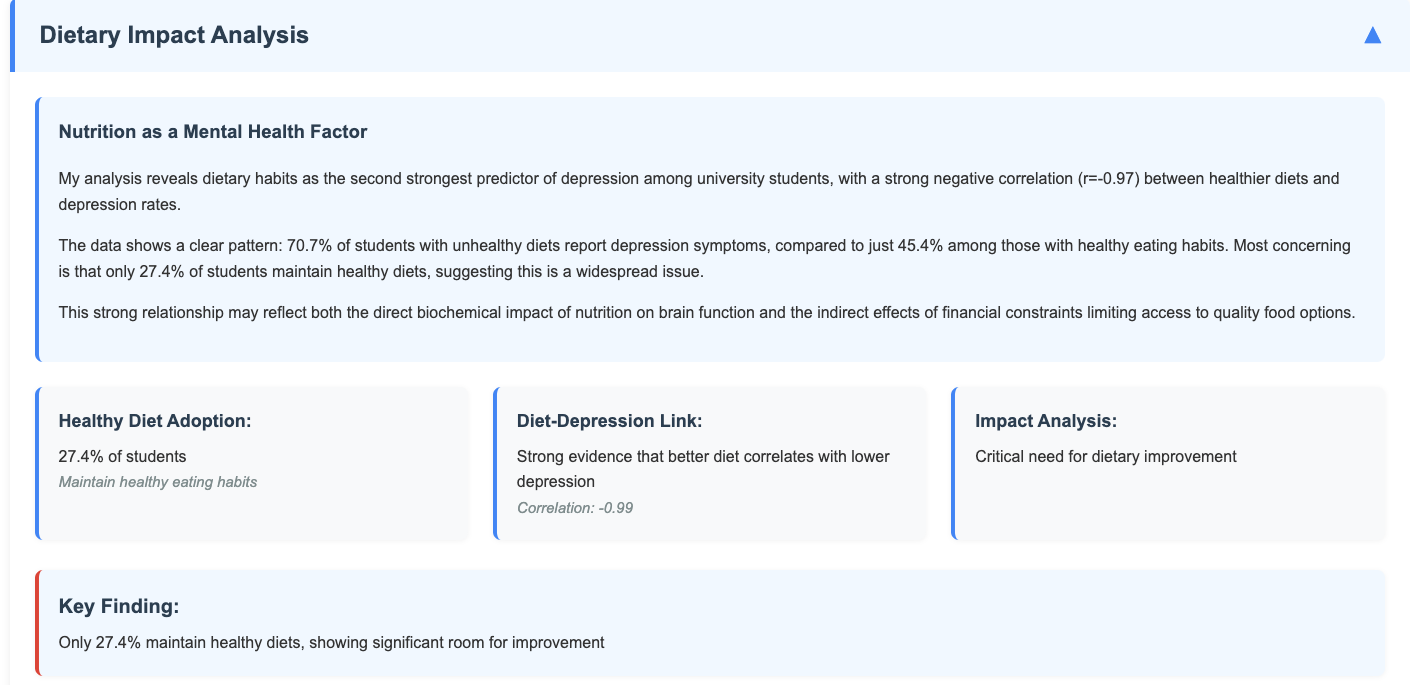 Dietary Impact Analysis
Nutrition as a Mental Health Factor
My analysis reveals dietary habits as the second strongest predictor of depression among university students, with a strong negative correlation (r=-0.97) between healthier diets and
depression rates.
The data shows a clear pattern: 70.7% of students with unhealthy diets report depression symptoms, compared to just 45.4% among those with healthy eating habits. Most concerning
is that only 27.4% of students maintain healthy diets, suggesting this is a widespread issue.
This strong relationship may reflect both the direct biochemical impact of nutrition on brain function and the indirect effects of financial constraints limiting access to quality food options.
Healthy Diet Adoption:
27.4% of students
Maintain healthy eating habits
Diet-Depression Link:
Strong evidence that better diet correlates with lower
depression
Correlation: -0.99
Impact Analysis:
Critical need for dietary improvement
Key Finding:
Only 27.4% maintain healthy diets, showing significant room for improvement